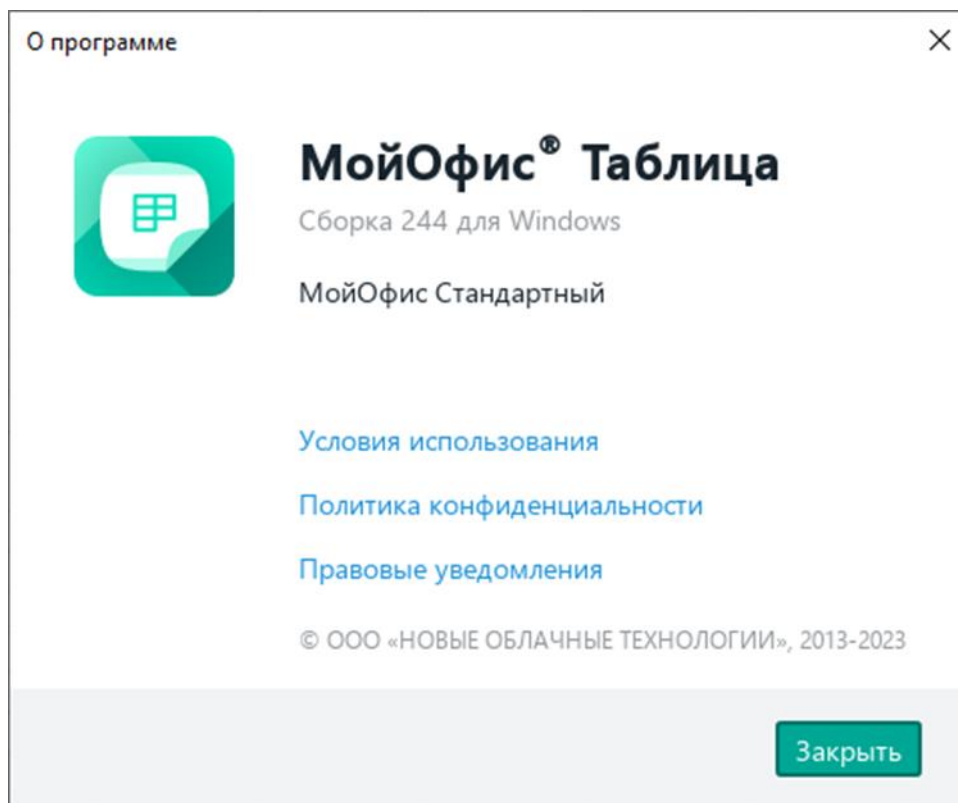 О программе
МойОфис® Таблица
Сборка 244 для Windows
МойОфис Стандартный
Условия использования
Политика конфиденциальности
Правовые уведомления
© ООО «НОВЫЕ ОБЛАЧНЫЕ ТЕХНОЛОГИИ», 2013-2023
Закрыть